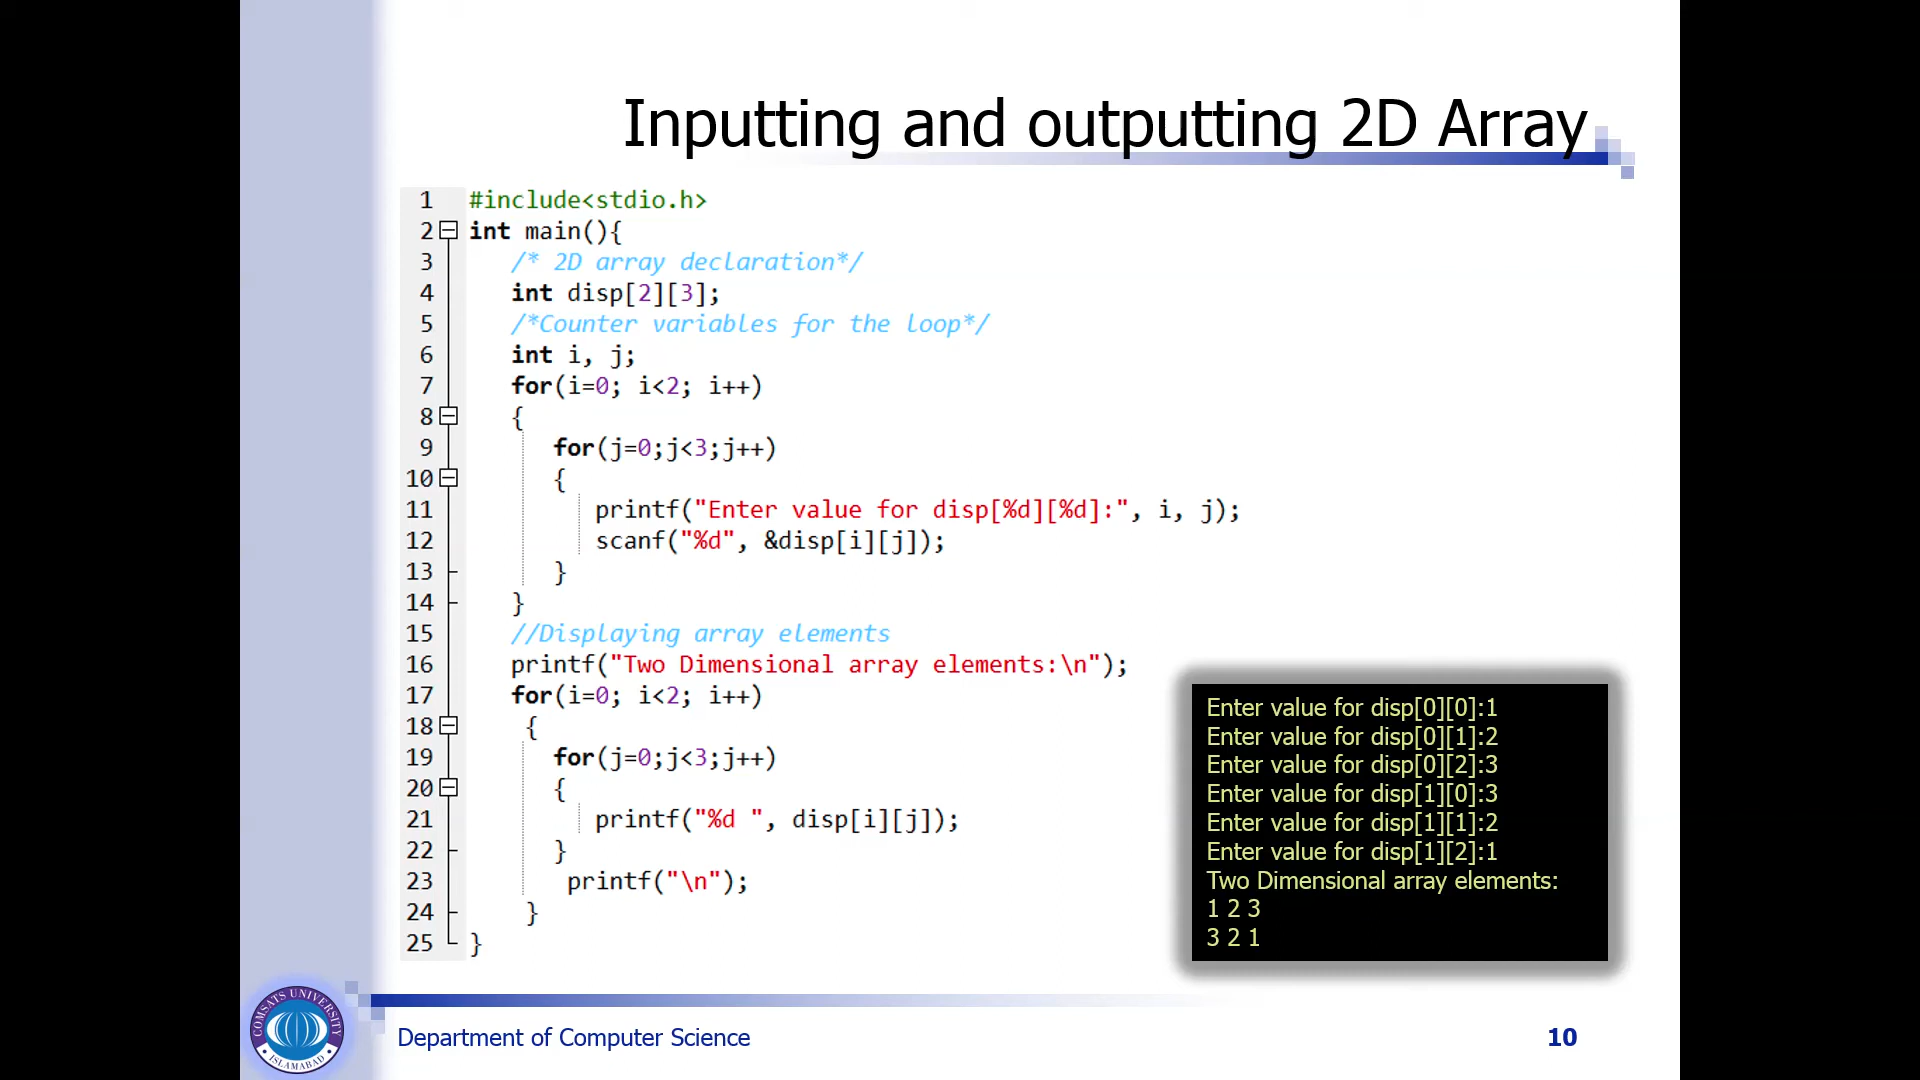 Inputting and outputting 2D Array
1 #include<stdio.h>
2 int main(){
3 /* 2D array declaration*/
4 int disp[2][3];
5 /*Counter variables for the loop*/
6 int i, j;
7 for(i=0; i<2; i++)
8 {
9 for(j=0;j<3;j++)
10 {
11 printf("Enter value for disp[%d][%d]:", i, j);
12 scanf("%d", &disp[i][j]);
13 }
14 }
15 //Displaying array elements
16 printf("Two Dimensional array elements:\n");
17 for(i=0; i<2; i++)
18 {
19 for(j=0;j<3;j++)
20 {
21 printf("%d ", disp[i][j]);
22 }
23 printf("\n");
24 }
25 }
Enter value for disp[0][0]:1
Enter value for disp[0][1]:2
Enter value for disp[0][2]:3
Enter value for disp[1][0]:3
Enter value for disp[1][1]:2
Enter value for disp[1][2]:1
Two Dimensional array elements:
1 2 3
3 2 1
COMSATS UNIVERSITY
ISLAMABAD
Department of Computer Science
10